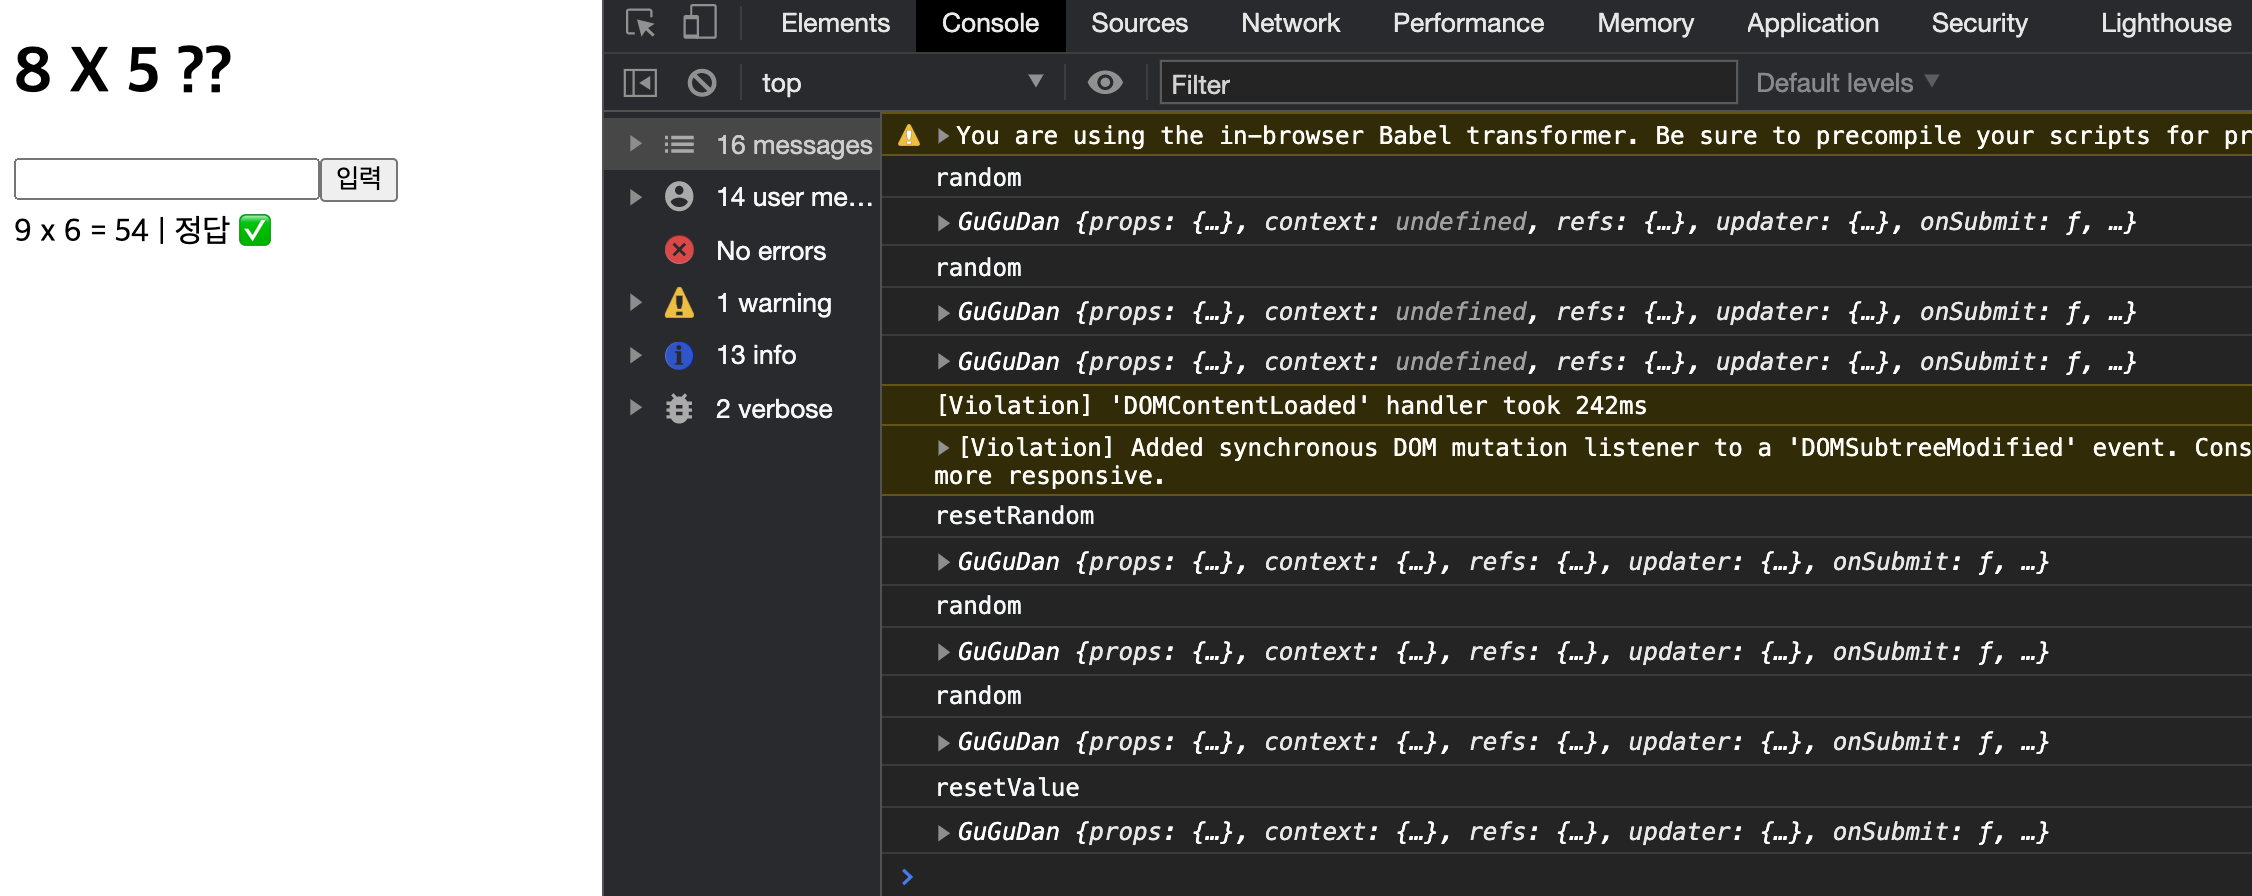 8 X 5 ??
입력
9 x 6 = 54 | 정답 ✅
Elements Console Sources Network Performance Memory Application Security Lighthouse
top Filter Default levels
16 messages
14 user me…
No errors
1 warning
13 info
2 verbose
You are using the in-browser Babel transformer. Be sure to precompile your scripts for pr
random
GuGuDan {props: {…}, context: undefined, refs: {…}, updater: {…}, onSubmit: ƒ, …}
random
GuGuDan {props: {…}, context: undefined, refs: {…}, updater: {…}, onSubmit: ƒ, …}
GuGuDan {props: {…}, context: undefined, refs: {…}, updater: {…}, onSubmit: ƒ, …}
[Violation] 'DOMContentLoaded' handler took 242ms
[Violation] Added synchronous DOM mutation listener to a 'DOMSubtreeModified' event. Cons
more responsive.
resetRandom
GuGuDan {props: {…}, context: {…}, refs: {…}, updater: {…}, onSubmit: ƒ, …}
random
GuGuDan {props: {…}, context: {…}, refs: {…}, updater: {…}, onSubmit: ƒ, …}
random
GuGuDan {props: {…}, context: {…}, refs: {…}, updater: {…}, onSubmit: ƒ, …}
resetValue
GuGuDan {props: {…}, context: {…}, refs: {…}, updater: {…}, onSubmit: ƒ, …}